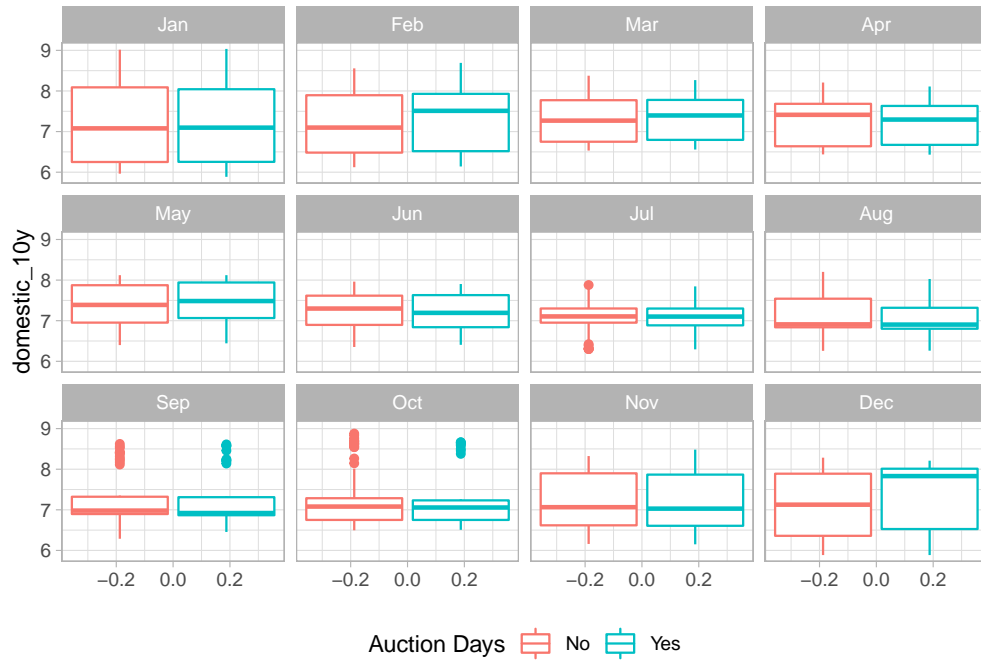 Jan Feb Mar Apr
9
8
7
6
May Jun Jul Aug
9
8
7
6
domestic_10y
Sep Oct Nov Dec
9
8
7
6
−0.2 0.0 0.2 −0.2 0.0 0.2 −0.2 0.0 0.2 −0.2 0.0 0.2
Auction Days No Yes